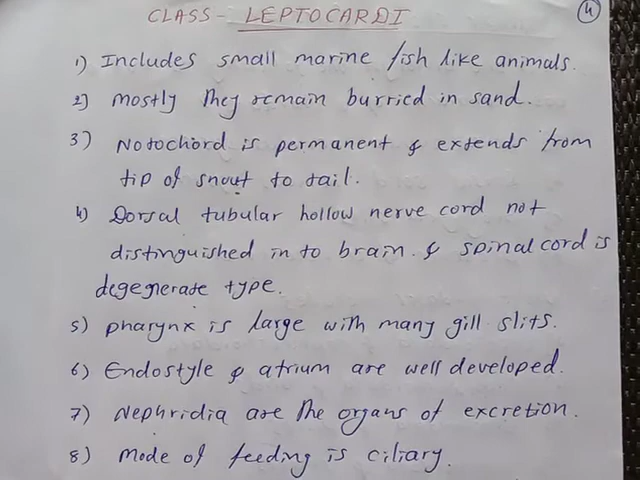 CLASS - LEPTOCARDI
4
1) Includes small marine fish like animals.
2) mostly they remain burried in sand.
3) Notochord is permanent & extends from
tip of snout to tail.
4) Dorsal tubular hollow nerve cord not
distinguished in to brain. & spinal cord is
degenerate type.
5) pharynx is large with many gill slits.
6) Endostyle & atrium are well developed.
7) Nephridia are the organs of excretion.
8) mode of feeding is ciliary.